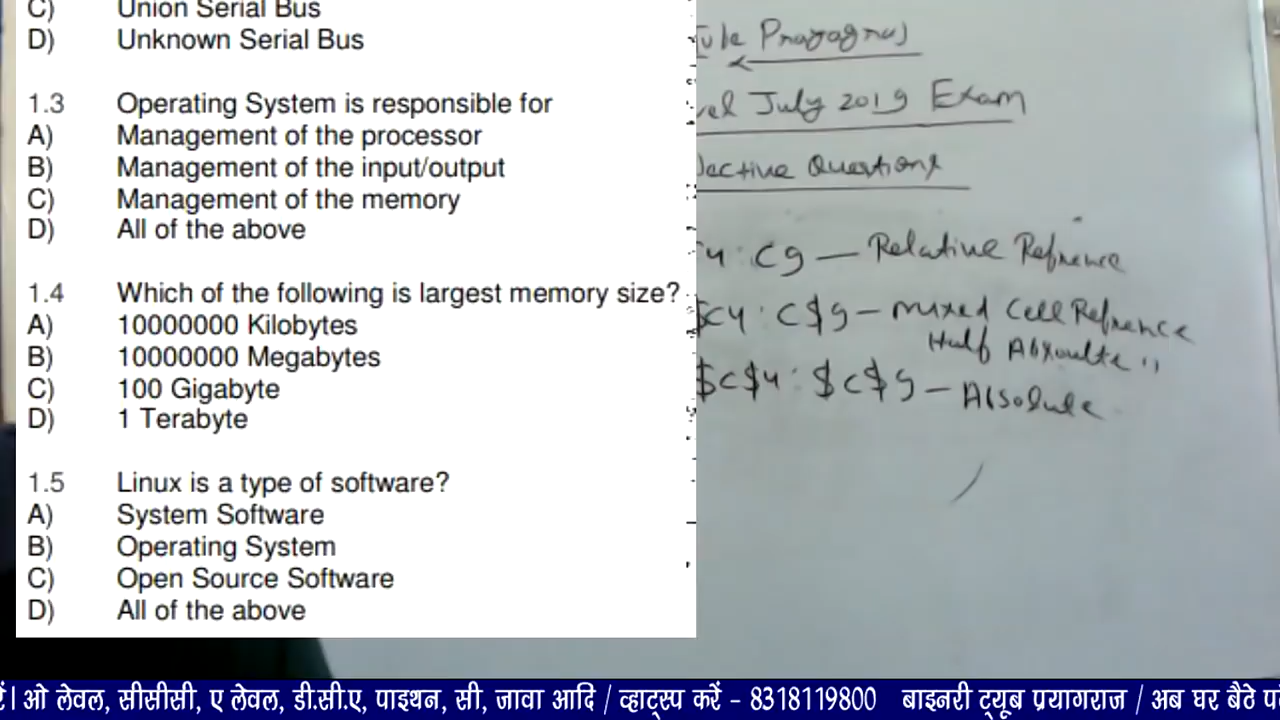 C) Union Serial Bus
D) Unknown Serial Bus
1.3 Operating System is responsible for
A) Management of the processor
B) Management of the input/output
C) Management of the memory
D) All of the above
1.4 Which of the following is largest memory size?
A) 10000000 Kilobytes
B) 10000000 Megabytes
C) 100 Gigabyte
D) 1 Terabyte
1.5 Linux is a type of software?
A) System Software
B) Operating System
C) Open Source Software
D) All of the above
July 2019 Exam
Questions
4 : C9 — Relative Refrence
$C4 : C$9 — Mixed Cell Refrence
Half Absoulte "
$C$4 : $C$9 — Absolute
ओ लेवल, सीसीसी, ए लेवल, डी.सी.ए, पाइथन, सी, जावा आदि / व्हाट्स्प करें - 8318119800 बाइनरी ट्यूब प्रयागराज / अब घर बैठे